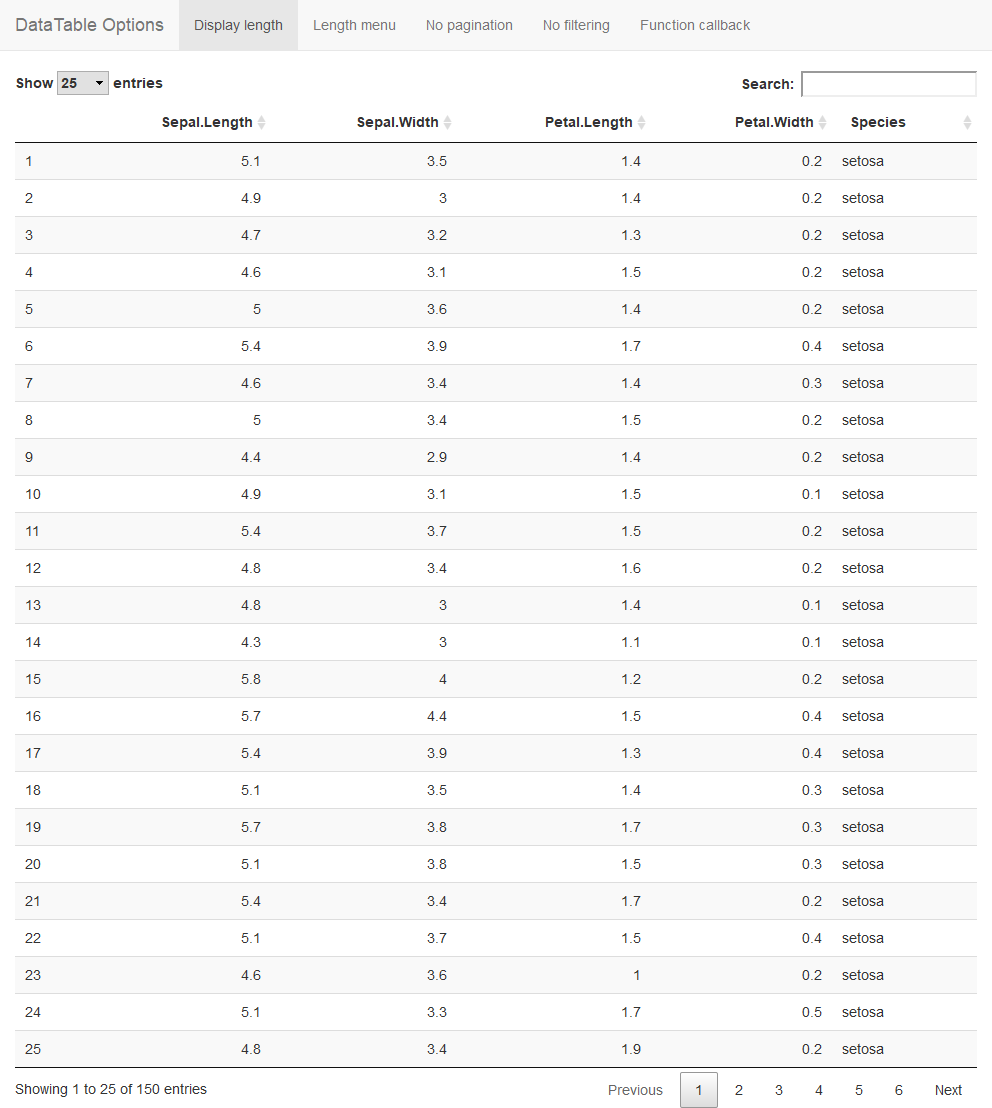 DataTable Options Display length Length menu No pagination No filtering Function callback
Show 25 entries Search:
Sepal.Length Sepal.Width Petal.Length Petal.Width Species
1 5.1 3.5 1.4 0.2 setosa
2 4.9 3 1.4 0.2 setosa
3 4.7 3.2 1.3 0.2 setosa
4 4.6 3.1 1.5 0.2 setosa
5 5 3.6 1.4 0.2 setosa
6 5.4 3.9 1.7 0.4 setosa
7 4.6 3.4 1.4 0.3 setosa
8 5 3.4 1.5 0.2 setosa
9 4.4 2.9 1.4 0.2 setosa
10 4.9 3.1 1.5 0.1 setosa
11 5.4 3.7 1.5 0.2 setosa
12 4.8 3.4 1.6 0.2 setosa
13 4.8 3 1.4 0.1 setosa
14 4.3 3 1.1 0.1 setosa
15 5.8 4 1.2 0.2 setosa
16 5.7 4.4 1.5 0.4 setosa
17 5.4 3.9 1.3 0.4 setosa
18 5.1 3.5 1.4 0.3 setosa
19 5.7 3.8 1.7 0.3 setosa
20 5.1 3.8 1.5 0.3 setosa
21 5.4 3.4 1.7 0.2 setosa
22 5.1 3.7 1.5 0.4 setosa
23 4.6 3.6 1 0.2 setosa
24 5.1 3.3 1.7 0.5 setosa
25 4.8 3.4 1.9 0.2 setosa
Showing 1 to 25 of 150 entries Previous 1 2 3 4 5 6 Next